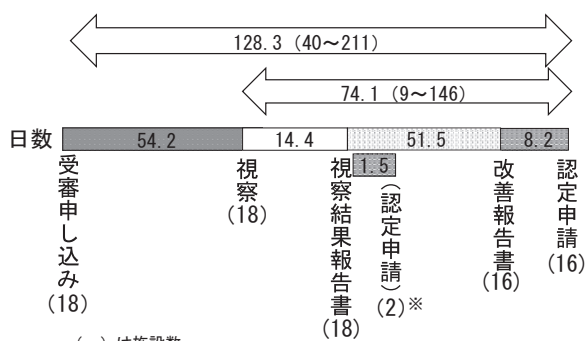 128.3 (40～211)
74.1 (9～146)
日数
54.2
14.4
51.5
8.2
1.5
受審申し込み
(18)
視察
(18)
視察結果報告書
(18)
(認定申請)
(2)※
改善報告書
(16)
認定申請
(16)